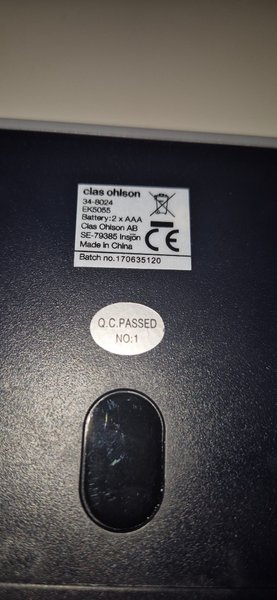 clas ohlson
34-8024
EK5055
Battery: 2 x AAA
Clas Ohlson AB
SE-79385 Insjön
Made in China
CE
Batch no. 170635120
Q.C.PASSED
NO:1